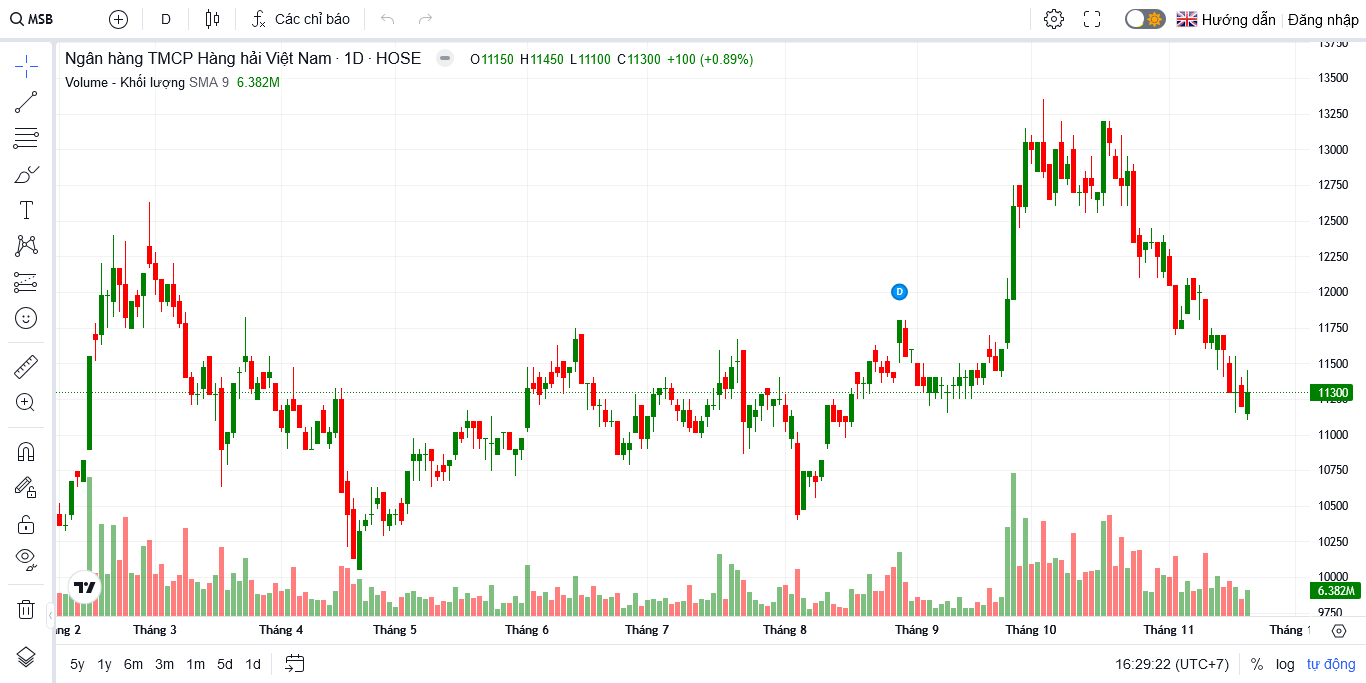 MSB D Các chỉ báo Hướng dẫn Đăng nhập
Ngân hàng TMCP Hàng hải Việt Nam · 1D · HOSE O11150 H11450 L11100 C11300 +100 (+0.89%)
Volume - Khối lượng SMA 9 6.382M
D
13750
13500
13250
13000
12750
12500
12250
12000
11750
11500
11300
11000
10750
10500
10250
10000
6.382M
9750
ng 2 Tháng 3 Tháng 4 Tháng 5 Tháng 6 Tháng 7 Tháng 8 Tháng 9 Tháng 10 Tháng 11 Tháng 1
5y 1y 6m 3m 1m 5d 1d 16:29:22 (UTC+7) % log tự động